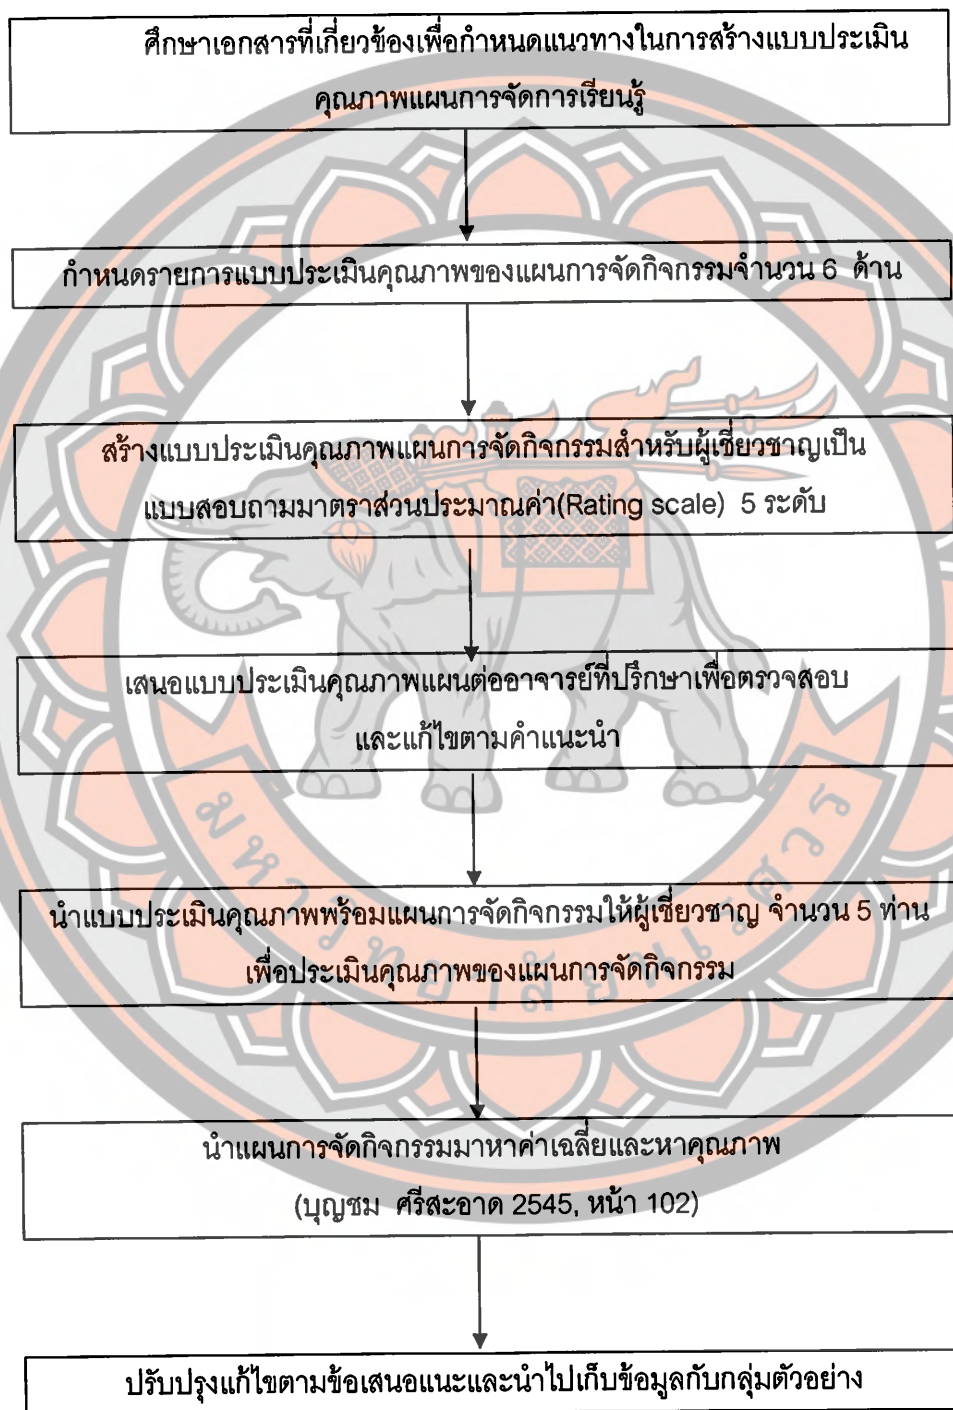 ศึกษาเอกสารที่เกี่ยวข้องเพื่อกำหนดแนวทางในการสร้างแบบประเมิน
คุณภาพแผนการจัดการเรียนรู้
กำหนดรายการแบบประเมินคุณภาพของแผนการจัดกิจกรรมจำนวน 6 ด้าน
สร้างแบบประเมินคุณภาพแผนการจัดกิจกรรมสำหรับผู้เชี่ยวชาญเป็น
แบบสอบถามมาตราส่วนประมาณค่า(Rating scale) 5 ระดับ
เสนอแบบประเมินคุณภาพแผนต่ออาจารย์ที่ปรึกษาเพื่อตรวจสอบ
และแก้ไขตามคำแนะนำ
นำแบบประเมินคุณภาพพร้อมแผนการจัดกิจกรรมให้ผู้เชี่ยวชาญ จำนวน 5 ท่าน
เพื่อประเมินคุณภาพของแผนการจัดกิจกรรม
มหาวิทยาลัยนเรศวร
นำแผนการจัดกิจกรรมมาหาค่าเฉลี่ยและหาคุณภาพ
(บุญชม ศรีสะอาด 2545, หน้า 102)
ปรับปรุงแก้ไขตามข้อเสนอแนะและนำไปเก็บข้อมูลกับกลุ่มตัวอย่าง